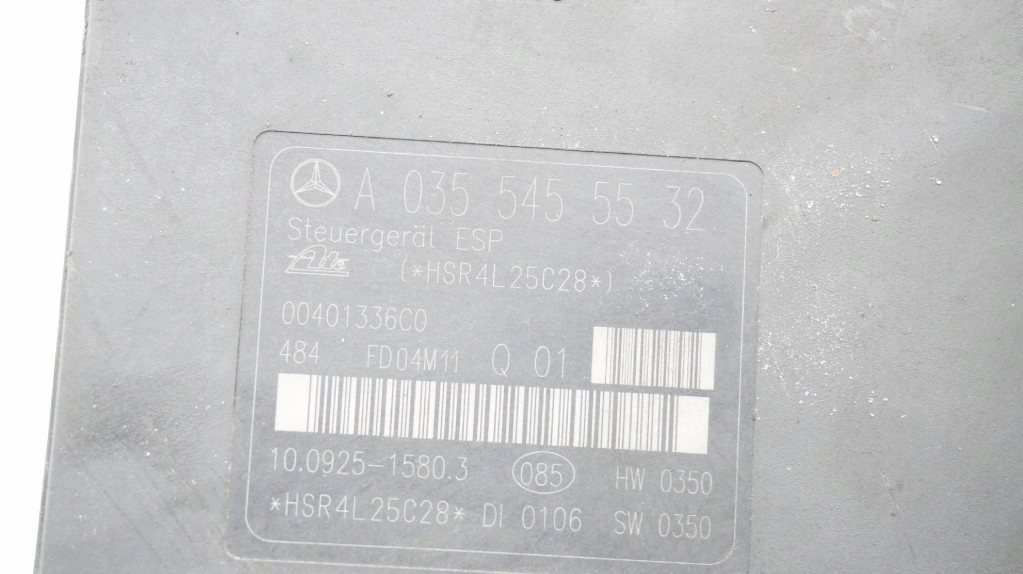 A 035 545 55 32
Steuergerät ESP
Ate (*HSR4L25C28*)
00401336C0
484 FD04M11 Q 01
10.0925-1580.3 085 HW 0350
*HSR4L25C28* DI 0106 SW 0350